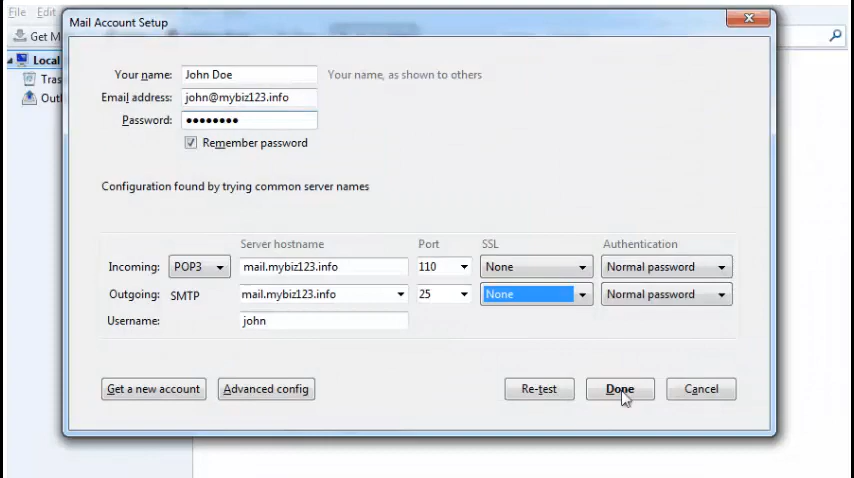 File Edit
Mail Account Setup
Get M
Local
Tras
Out
Your name: John Doe Your name, as shown to others
Email address: john@mybiz123.info
Password: ●●●●●●●●
Remember password
Configuration found by trying common server names
Server hostname Port SSL Authentication
Incoming: POP3 mail.mybiz123.info 110 None Normal password
Outgoing: SMTP mail.mybiz123.info 25 None Normal password
Username: john
Get a new account Advanced config Re-test Done Cancel